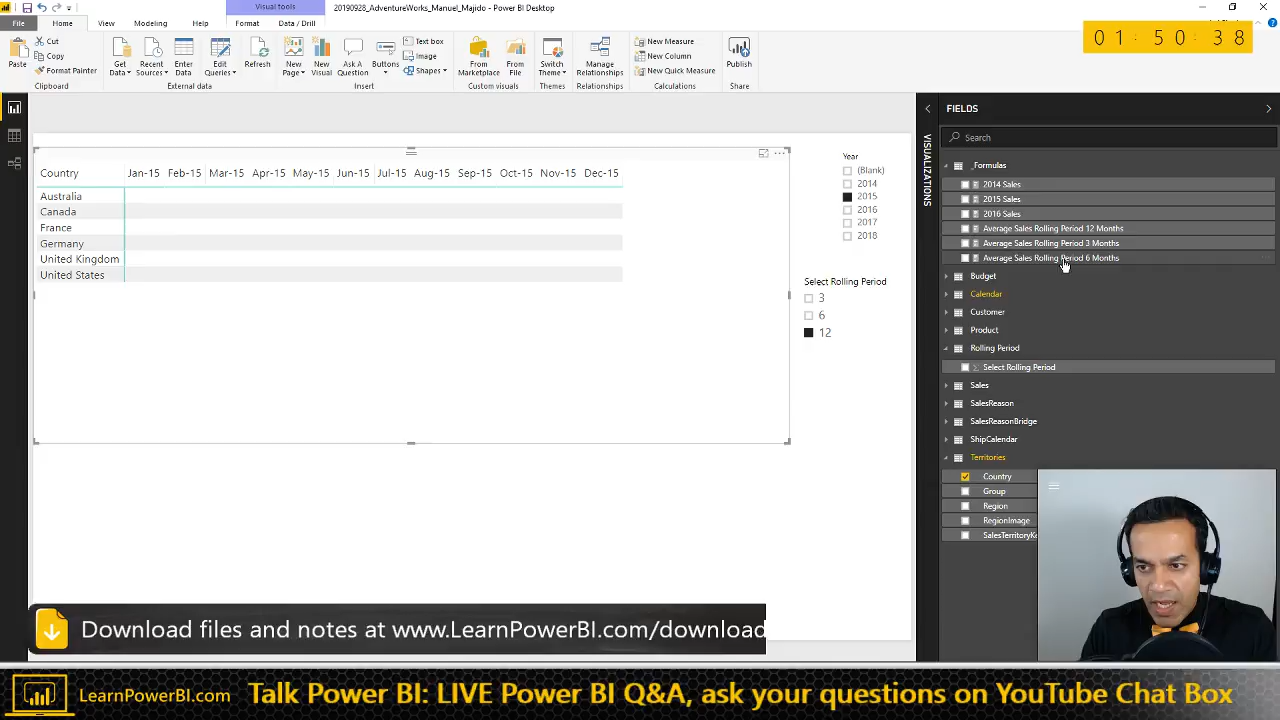 Visual tools
20190928_AdventureWorks_Manuel_Majido - Power BI Desktop
File Home View Modeling Help Format Data / Drill
01:50:38
Paste
Cut
Copy
Format Painter
Clipboard
Get Data
Recent Sources
Enter Data
Edit Queries
Refresh
External data
New Page
New Visual
Ask A Question
Buttons
Text box
Image
Shapes
Insert
From Marketplace
From File
Custom visuals
Switch Theme
Themes
Manage Relationships
Relationships
New Measure
New Column
New Quick Measure
Calculations
Publish
Share
Country Feb-15 Jun-15 Jul-15 Aug-15 Sep-15 Oct-15 Nov-15 Dec-15
Australia
Canada
France
Germany
United Kingdom
United States
Year
(Blank)
2014
2015
2016
2017
2018
Select Rolling Period
3
6
12
VISUALIZATIONS
FIELDS
Search
_Formulas
2014 Sales
2015 Sales
2016 Sales
Average Sales Rolling Period 12 Months
Average Sales Rolling Period 3 Months
Average Sales Rolling Period 6 Months
Budget
Calendar
Customer
Product
Rolling Period
Select Rolling Period
Sales
SalesReason
SalesReasonBridge
ShipCalendar
Territories
Country
Group
Region
RegionImage
SalesTerritoryKe
Download files and notes at www.LearnPowerBI.com/download
LearnPowerBI.com
Talk Power BI: LIVE Power BI Q&A, ask your questions on YouTube Chat Box